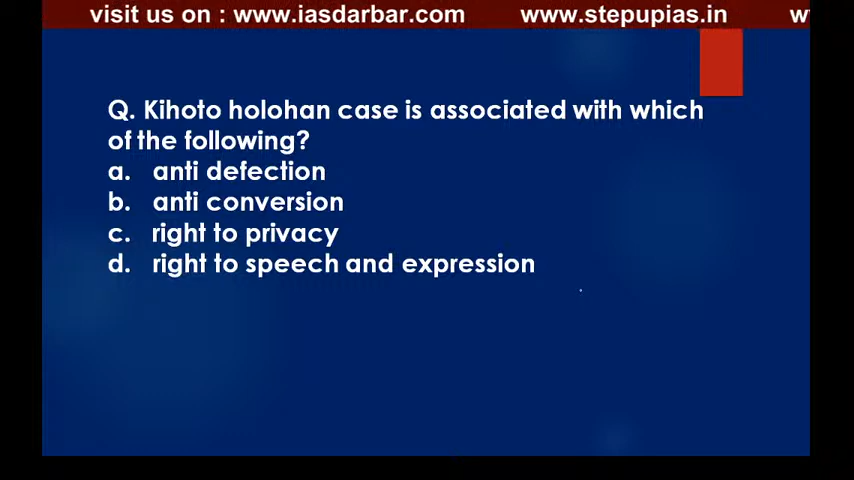 visit us on : www.iasdarbar.com www.stepupias.in
Q. Kihoto holohan case is associated with which
of the following?
a. anti defection
b. anti conversion
c. right to privacy
d. right to speech and expression